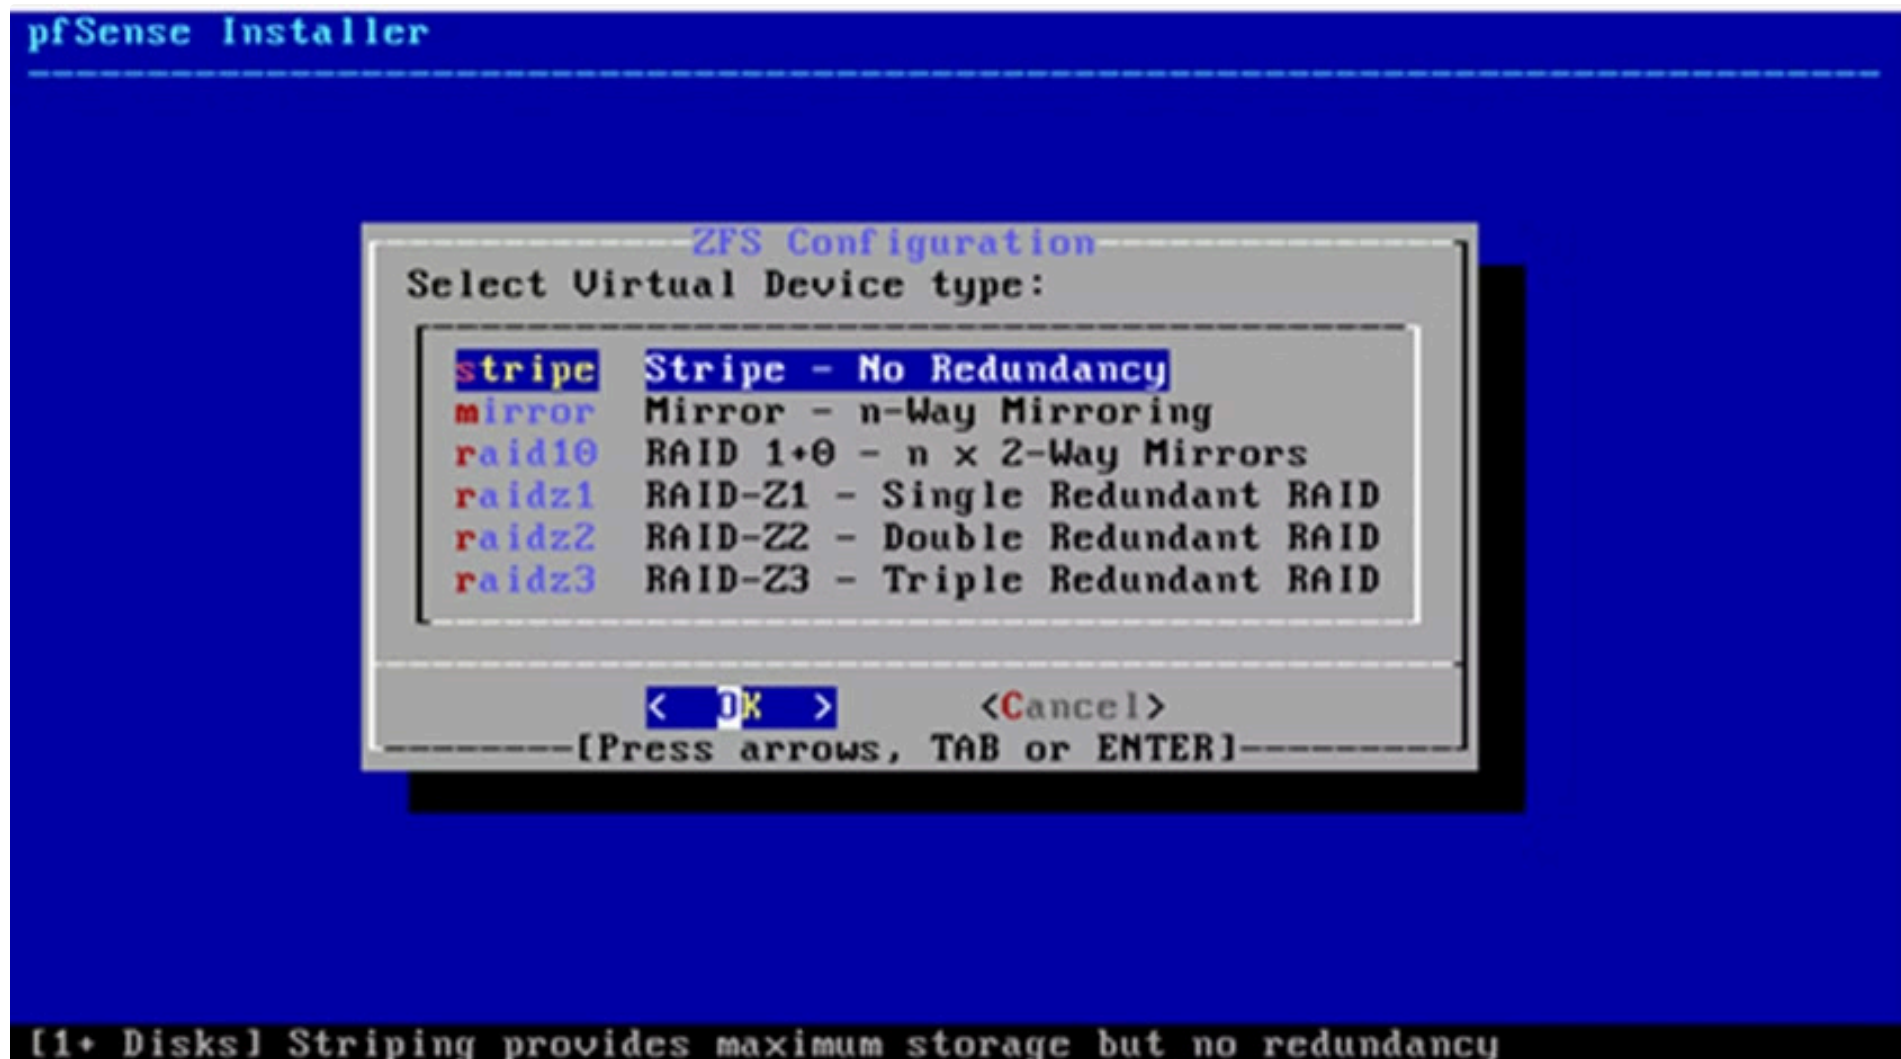 pfSense Installer
ZFS Configuration
Select Virtual Device type:
stripe Stripe - No Redundancy
mirror Mirror - n-Way Mirroring
raid10 RAID 1+0 - n x 2-Way Mirrors
raidz1 RAID-Z1 - Single Redundant RAID
raidz2 RAID-Z2 - Double Redundant RAID
raidz3 RAID-Z3 - Triple Redundant RAID
< OK > <Cancel>
[Press arrows, TAB or ENTER]
[1+ Disks] Striping provides maximum storage but no redundancy